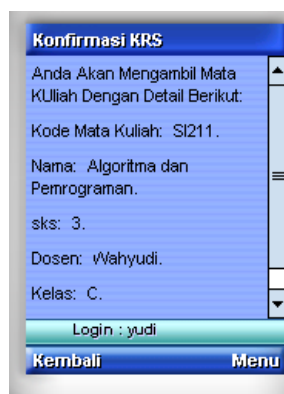 Konfirmasi KRS
Anda Akan Mengambil Mata
KUliah Dengan Detail Berikut:
Kode Mata Kuliah: SI211.
Nama: Algoritma dan
Pemrograman.
sks: 3.
Dosen: Wahyudi.
Kelas: C.
Login : yudi
Kembali Menu